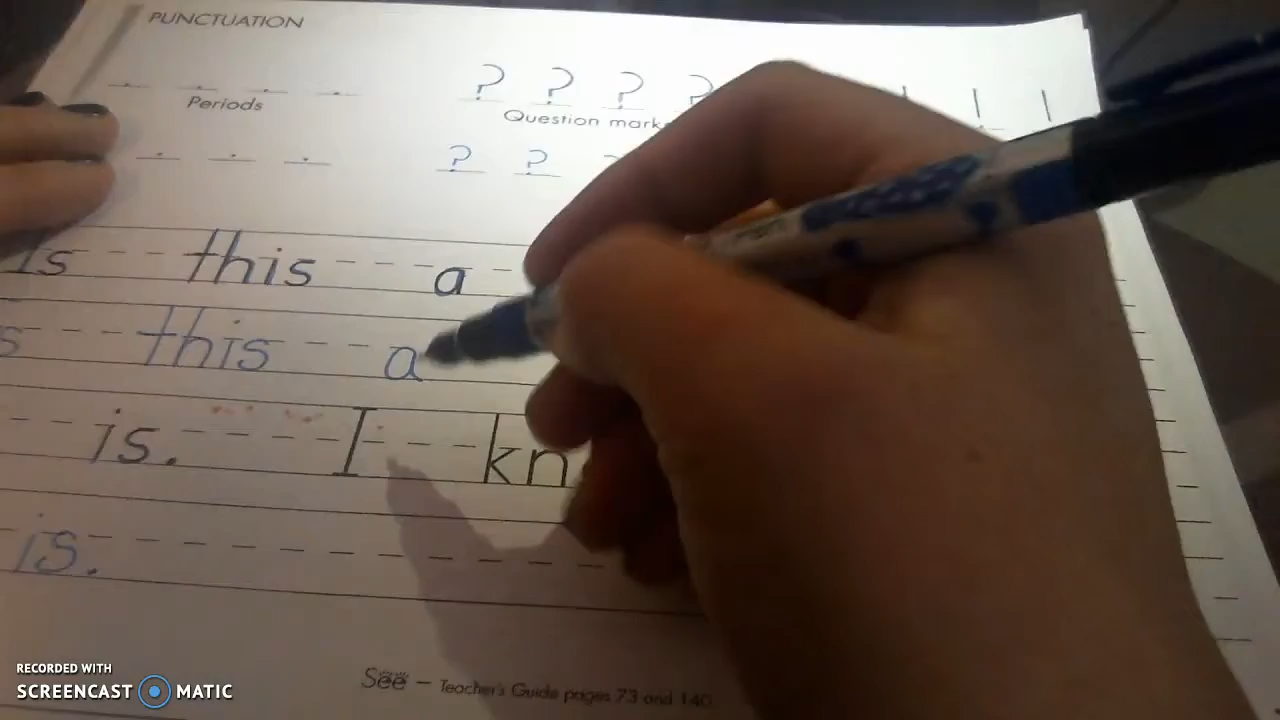 PUNCTUATION
. . . . ? ? ? ?
Periods Question mark
. . . ? ?
Is this a
this a
is. I kn
is.
See – Teacher's Guide pages 73 and 140
RECORDED WITH
SCREENCAST MATIC